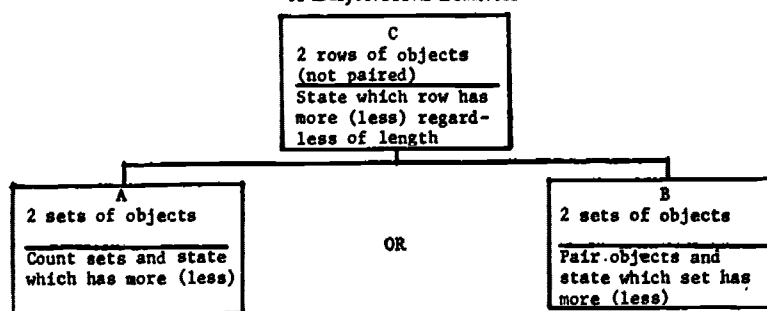 C
2 rows of objects
(not paired)
State which row has
more (less) regard-
less of length
A
2 sets of objects
Count sets and state
which has more (less)
OR
B
2 sets of objects
Pair objects and
state which set has
more (less)